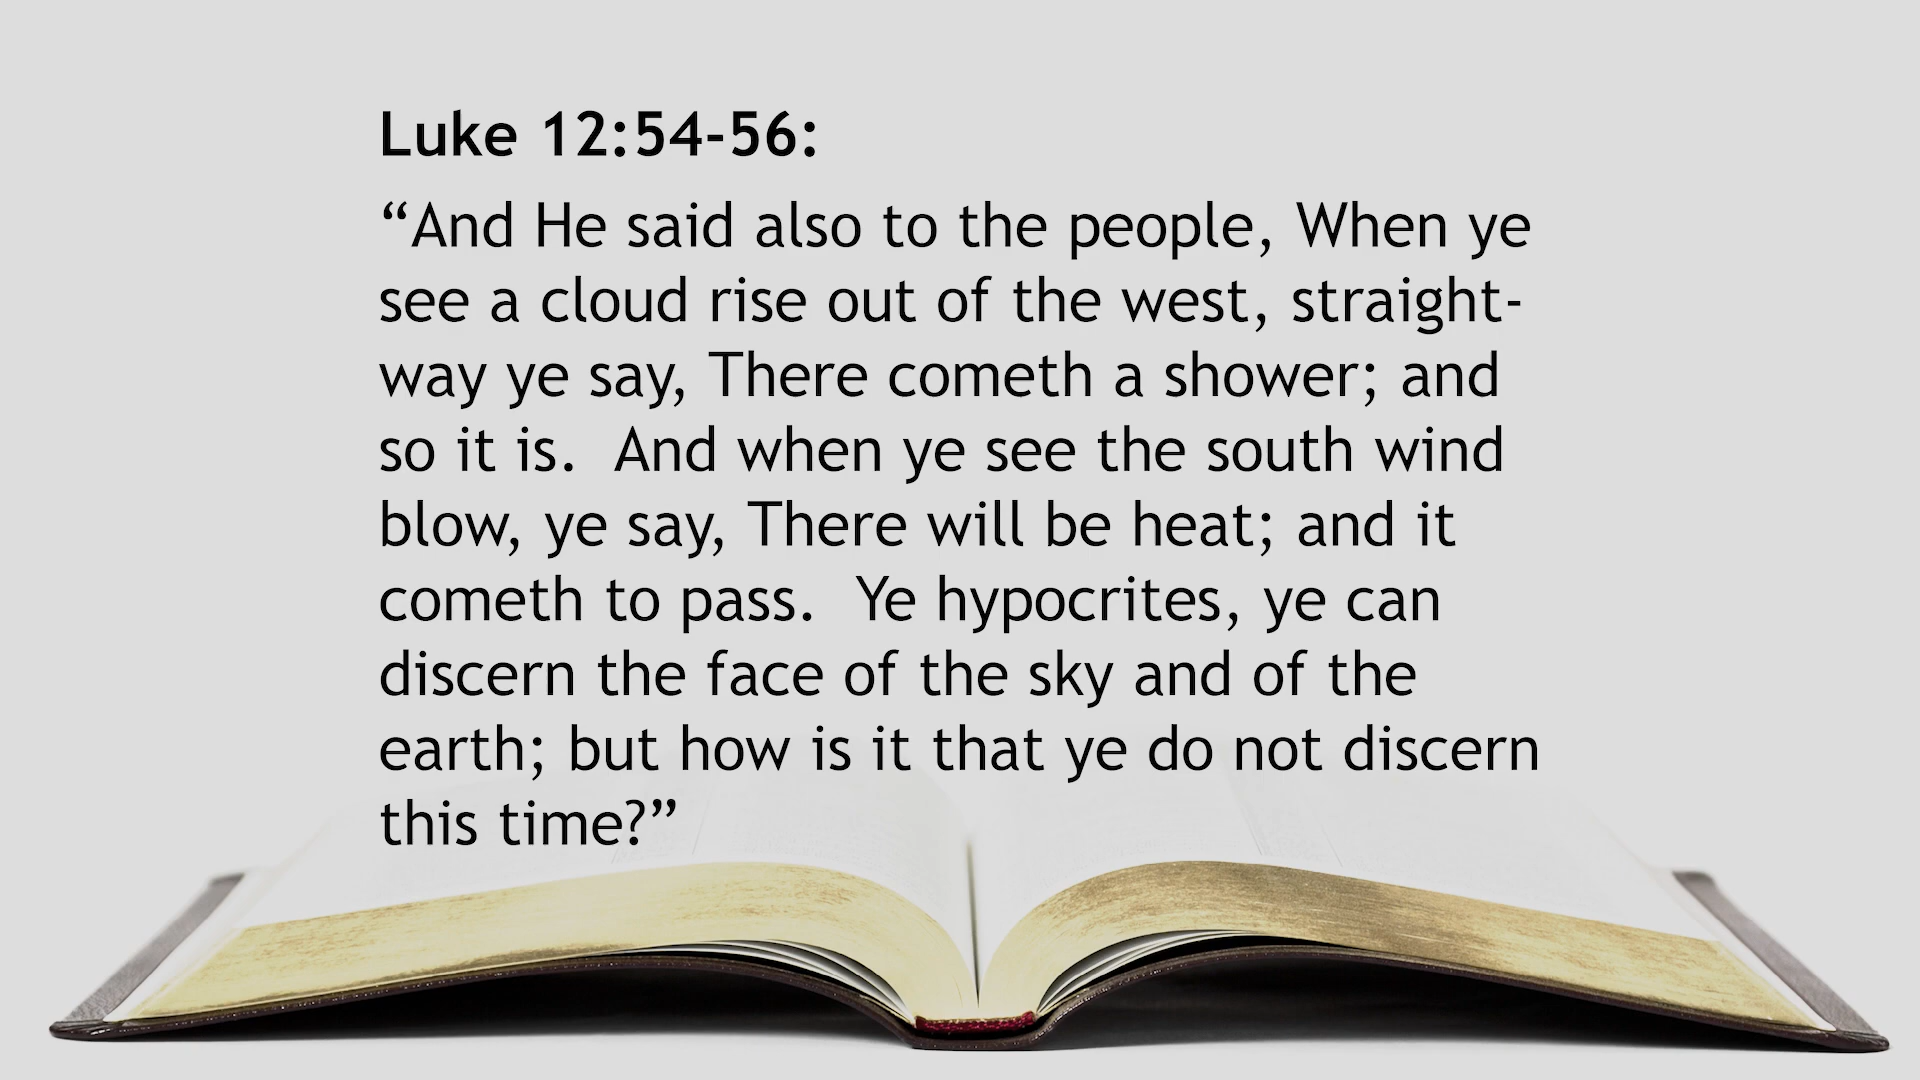 Luke 12:54-56:
“And He said also to the people, When ye
see a cloud rise out of the west, straight-
way ye say, There cometh a shower; and
so it is.  And when ye see the south wind
blow, ye say, There will be heat; and it
cometh to pass.  Ye hypocrites, ye can
discern the face of the sky and of the
earth; but how is it that ye do not discern
this time?”